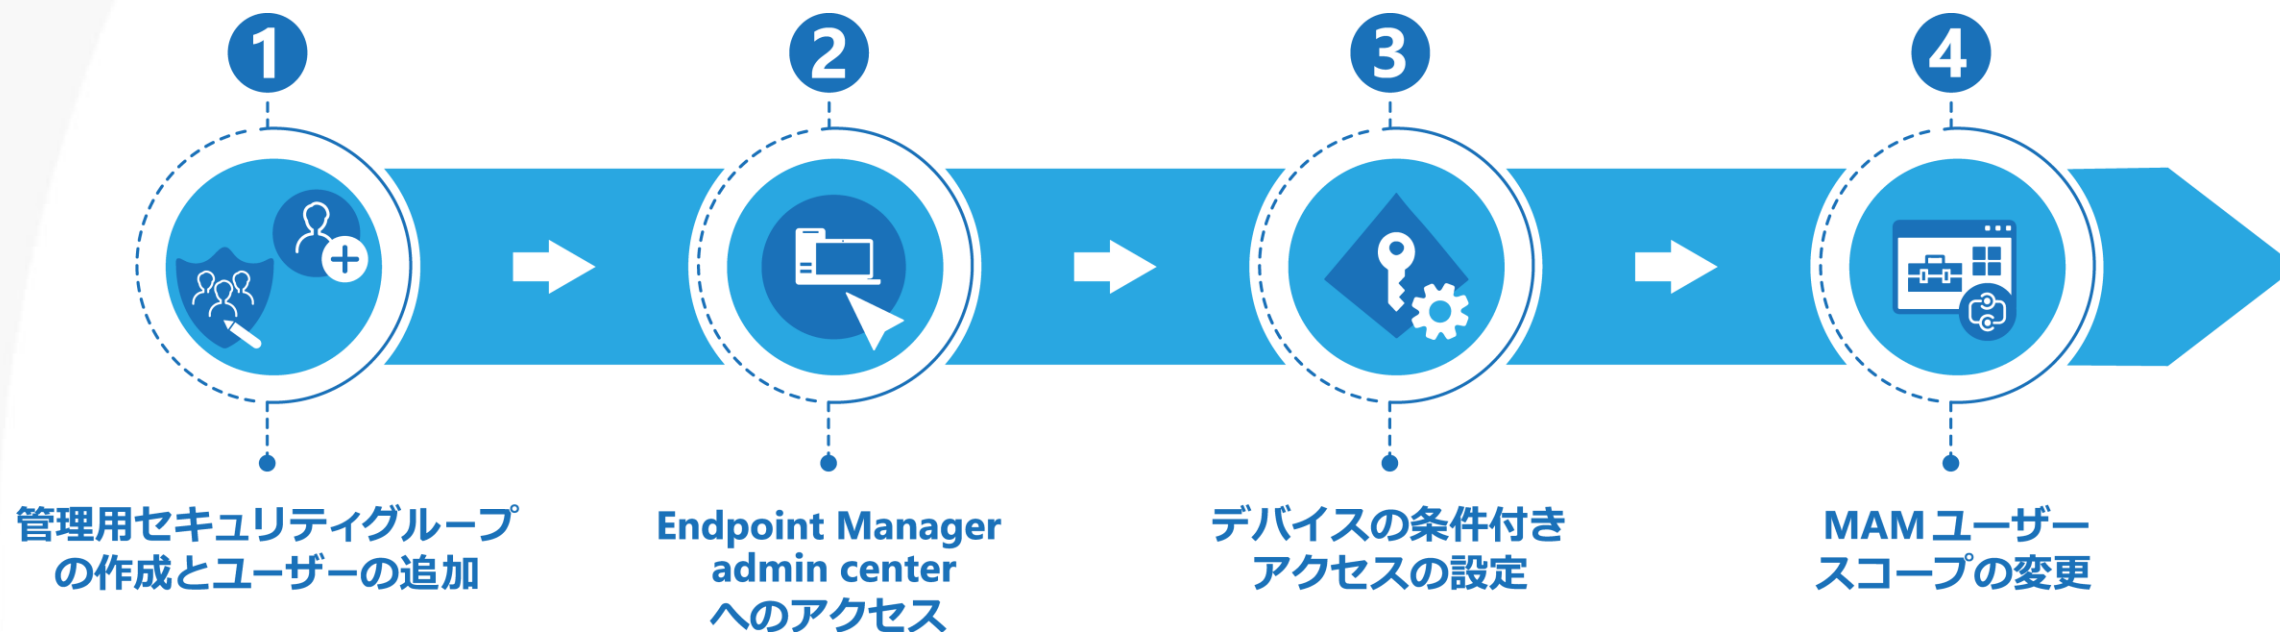 1
2
3
4
管理用セキュリティグループ
の作成とユーザーの追加
Endpoint Manager
admin center
へのアクセス
デバイスの条件付き
アクセスの設定
MAM ユーザー
スコープの変更